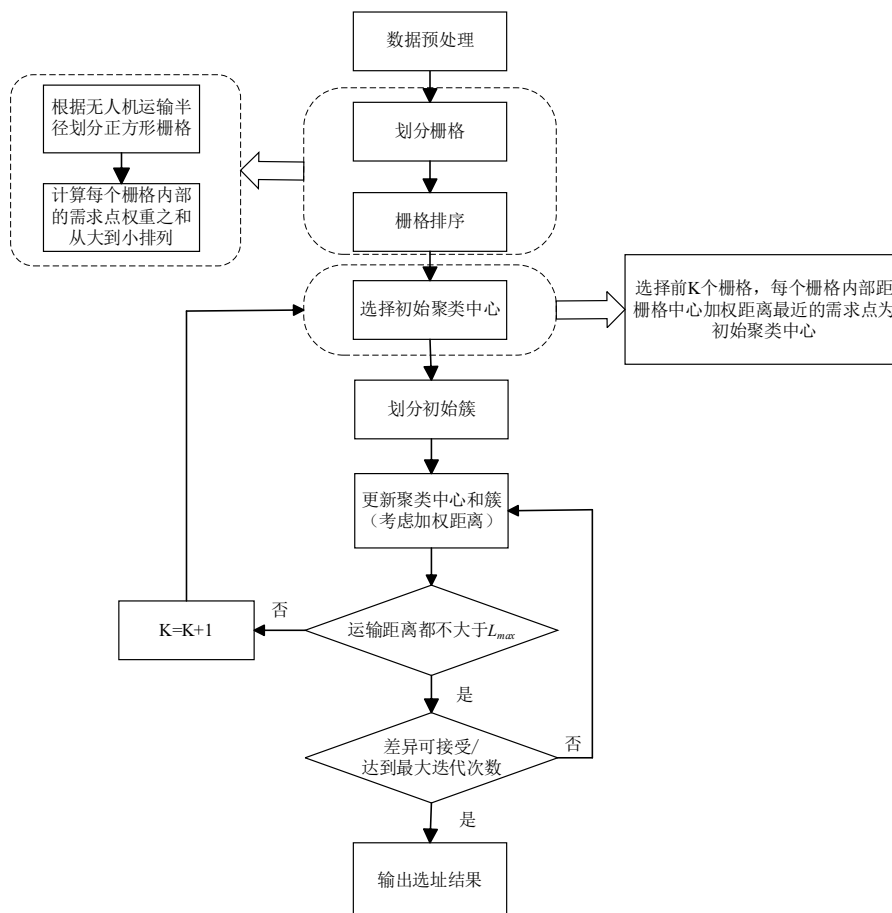 数据预处理
根据无人机运输半
径划分正方形栅格
计算每个栅格内部
的需求点权重之和
从大到小排列
划分栅格
栅格排序
选择初始聚类中心
选择前K个栅格，每个栅格内部距
栅格中心加权距离最近的需求点为
初始聚类中心
划分初始簇
更新聚类中心和簇
（考虑加权距离）
K=K+1
否
运输距离都不大于Lmax
是
差异可接受/
达到最大迭代次数
否
是
输出选址结果